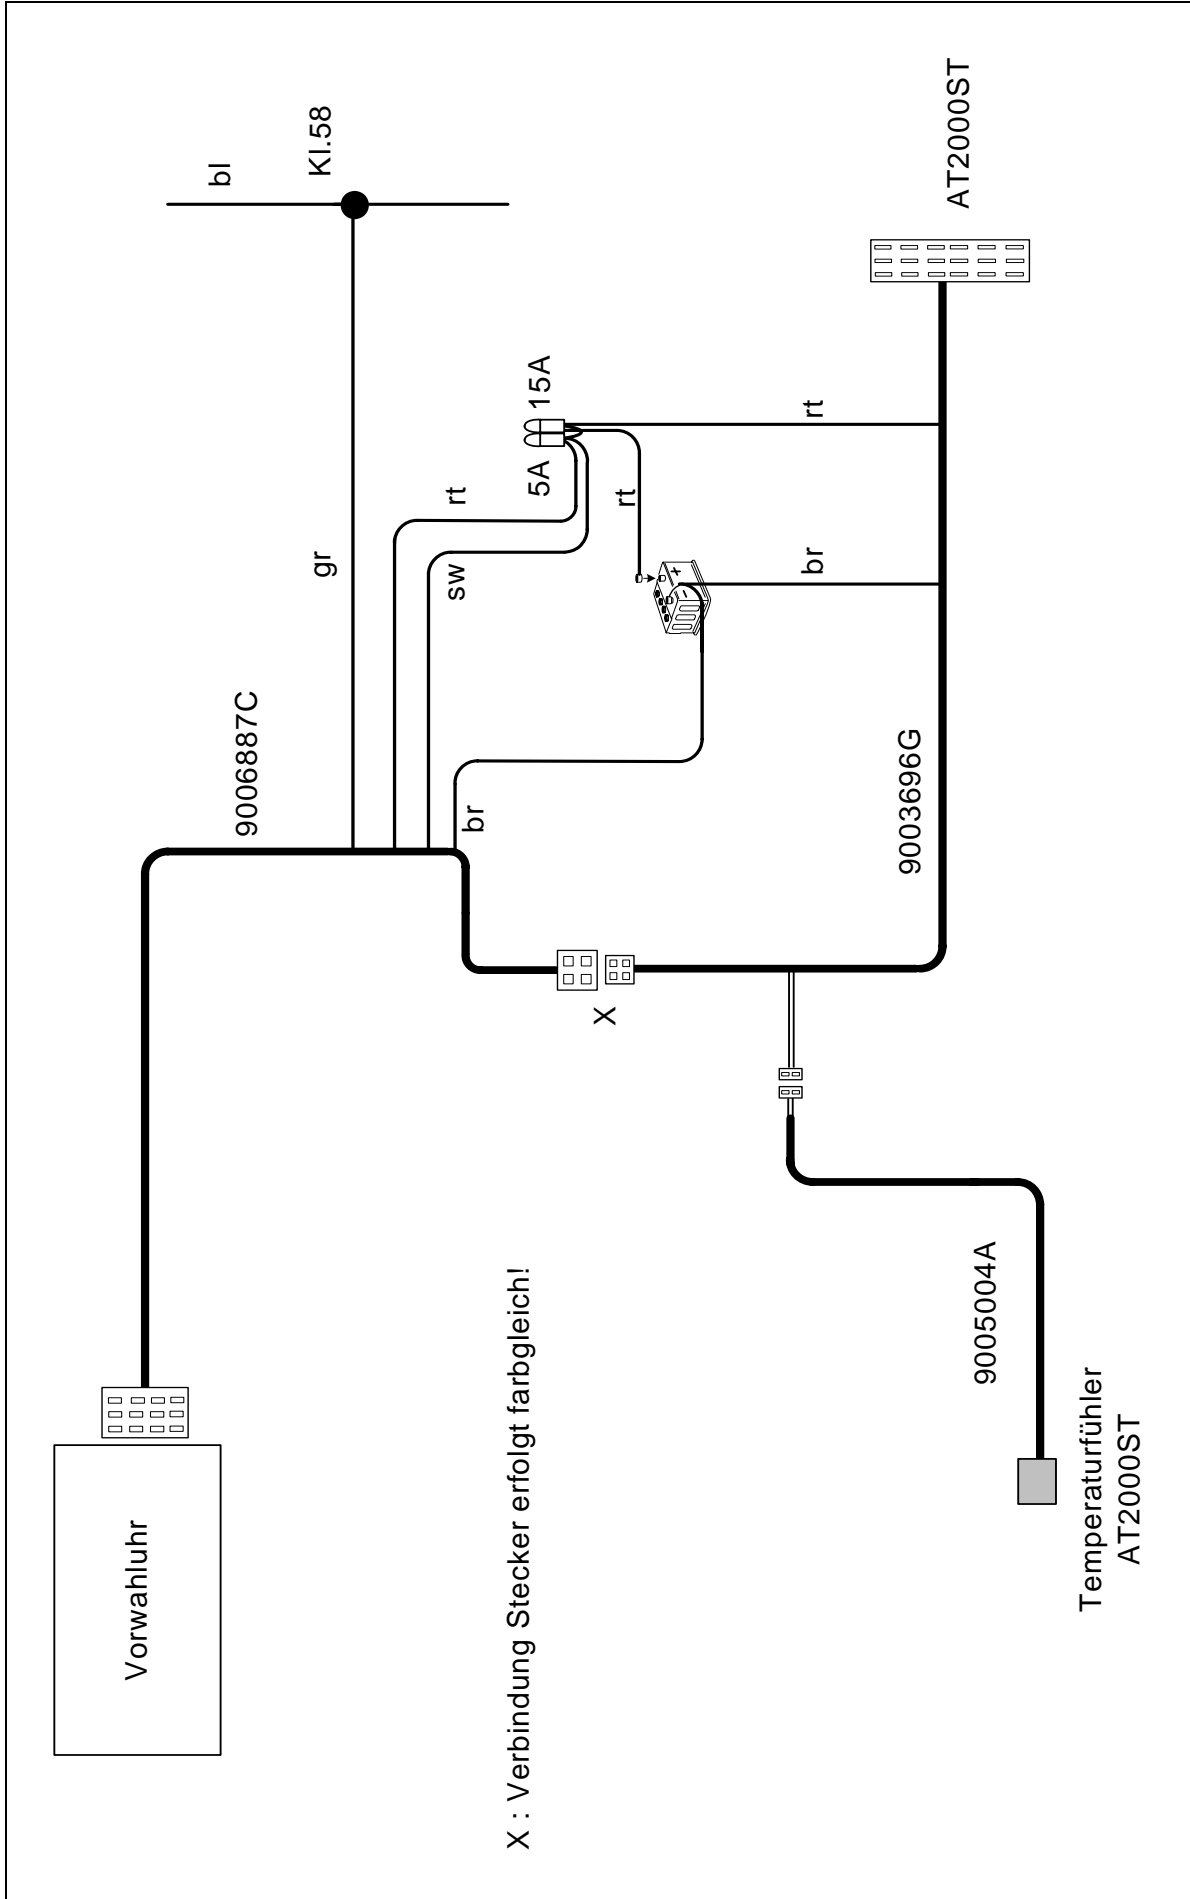 Vorwahluhr
9006887C
gr
bl
Kl.58
rt
sw
br
5A
15A
rt
rt
br
X
9003696G
AT2000ST
X : Verbindung Stecker erfolgt farbgleich!
9005004A
Temperaturfühler
AT2000ST